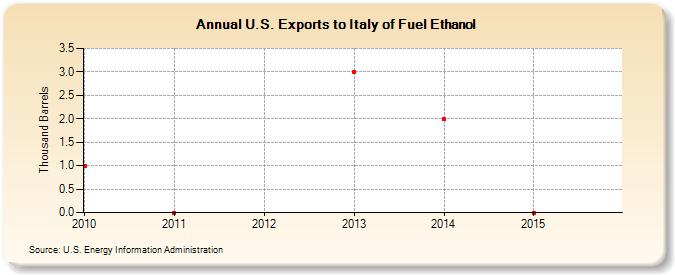 Annual U.S. Exports to Italy of Fuel Ethanol
Thousand Barrels
3.5
3.0
2.5
2.0
1.5
1.0
0.5
0.0
2010 2011 2012 2013 2014 2015
Source: U.S. Energy Information Administration